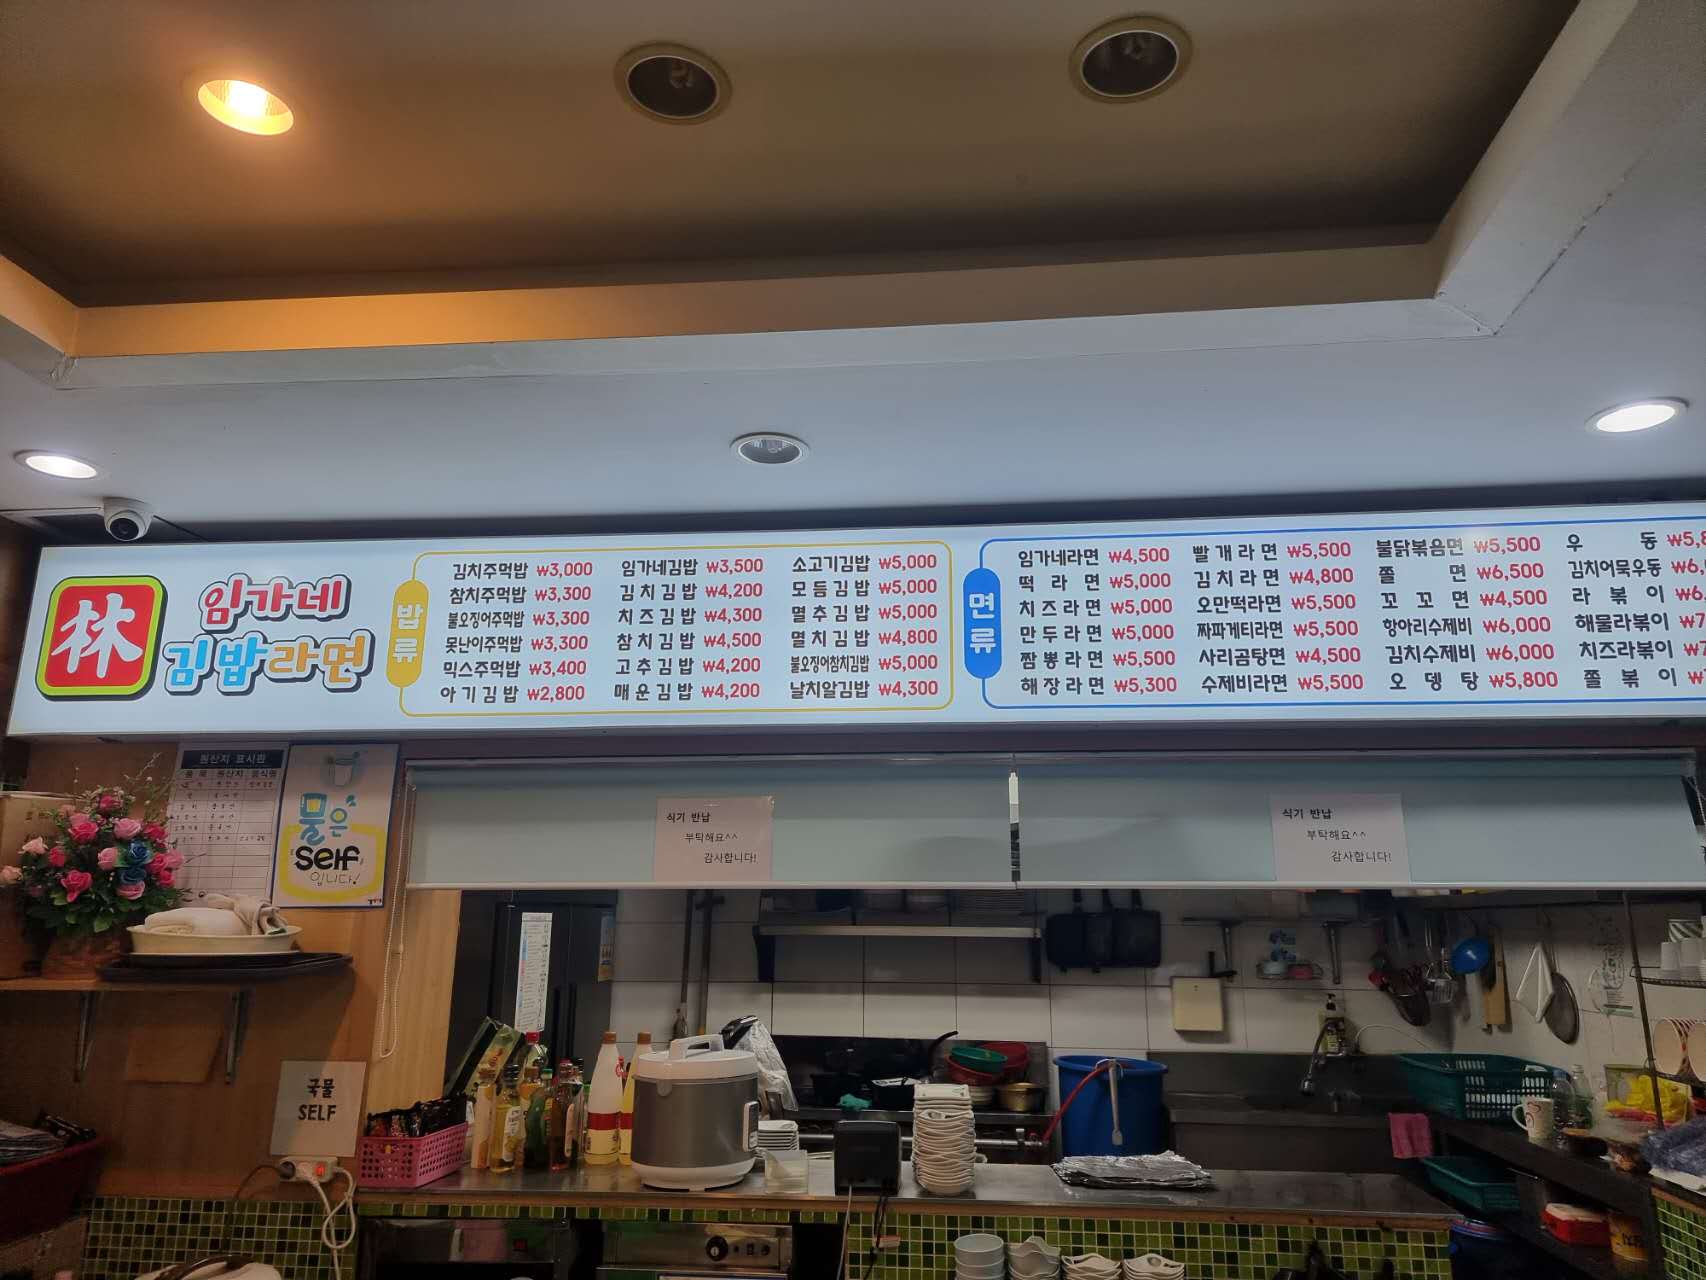 林
임가네
김밥라면
밥류
김치주먹밥 ₩3,000
참치주먹밥 ₩3,300
불오징어주먹밥 ₩3,300
못난이주먹밥 ₩3,300
믹스주먹밥 ₩3,400
아기김밥 ₩2,800
임가네김밥 ₩3,500
김치김밥 ₩4,200
치즈김밥 ₩4,300
참치김밥 ₩4,500
고추김밥 ₩4,200
매운김밥 ₩4,200
소고기김밥 ₩5,000
모듬김밥 ₩5,000
멸추김밥 ₩5,000
멸치김밥 ₩4,800
불오징어참치김밥 ₩5,000
날치알김밥 ₩4,300
면류
임가네라면 ₩4,500
떡라면 ₩5,000
치즈라면 ₩5,000
만두라면 ₩5,000
짬뽕라면 ₩5,500
해장라면 ₩5,300
빨개라면 ₩5,500
김치라면 ₩4,800
오만떡라면 ₩5,500
짜파게티라면 ₩5,500
사리곰탕면 ₩4,500
수제비라면 ₩5,500
불닭볶음면 ₩5,500
쫄면 ₩6,500
꼬꼬면 ₩4,500
항아리수제비 ₩6,000
김치수제비 ₩6,000
오뎅탕 ₩5,800
우동
김치어묵우동
라볶이
해물라볶이
치즈라볶이
쫄볶이
원산지 표시판
품목 원산지 음식명
물은
"self"
입니다!
식기 반납
부탁해요^^
감사합니다!
식기 반납
부탁해요^^
감사합니다!
국물
SELF